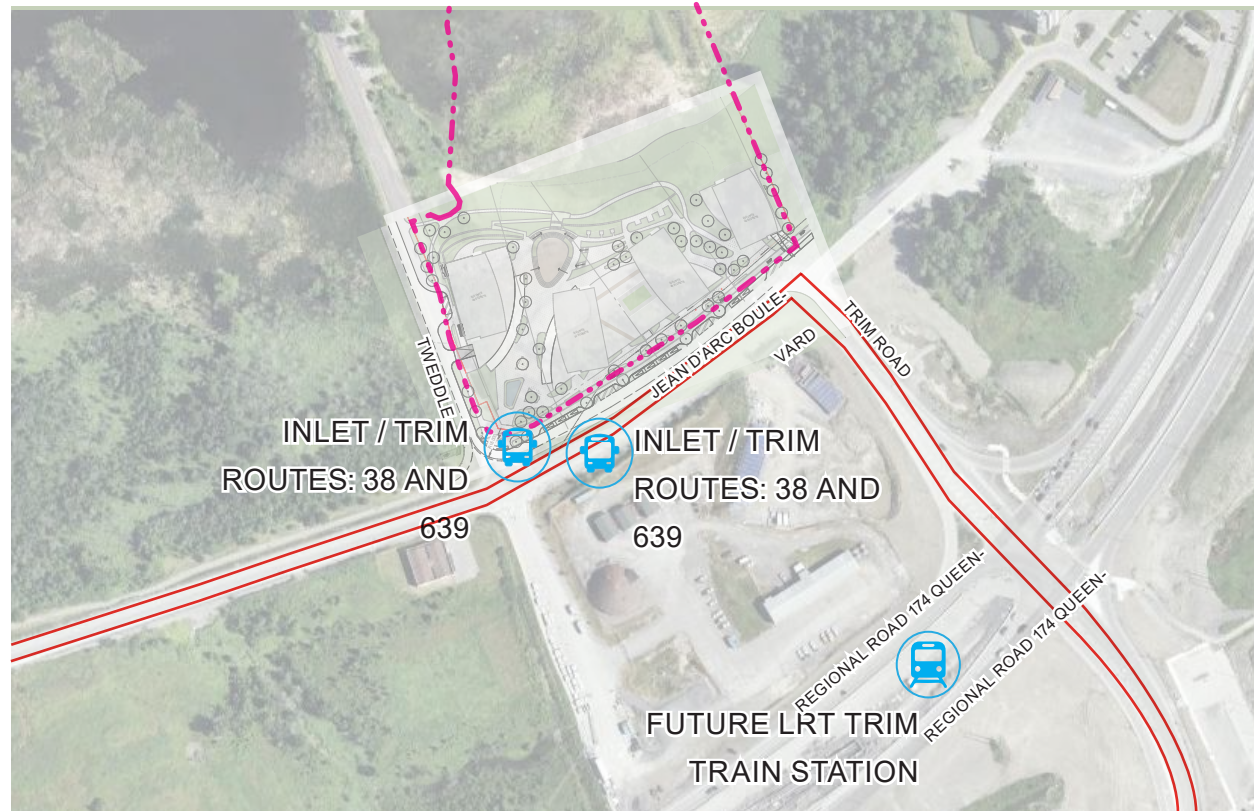 TRIM ROAD
JEAN D'ARC BOULE-
VARD
TWEDDLE
INLET / TRIM
ROUTES: 38 AND
639
INLET / TRIM
ROUTES: 38 AND
639
REGIONAL ROAD 174 QUEEN-
REGIONAL ROAD 174 QUEEN-
FUTURE LRT TRIM
TRAIN STATION